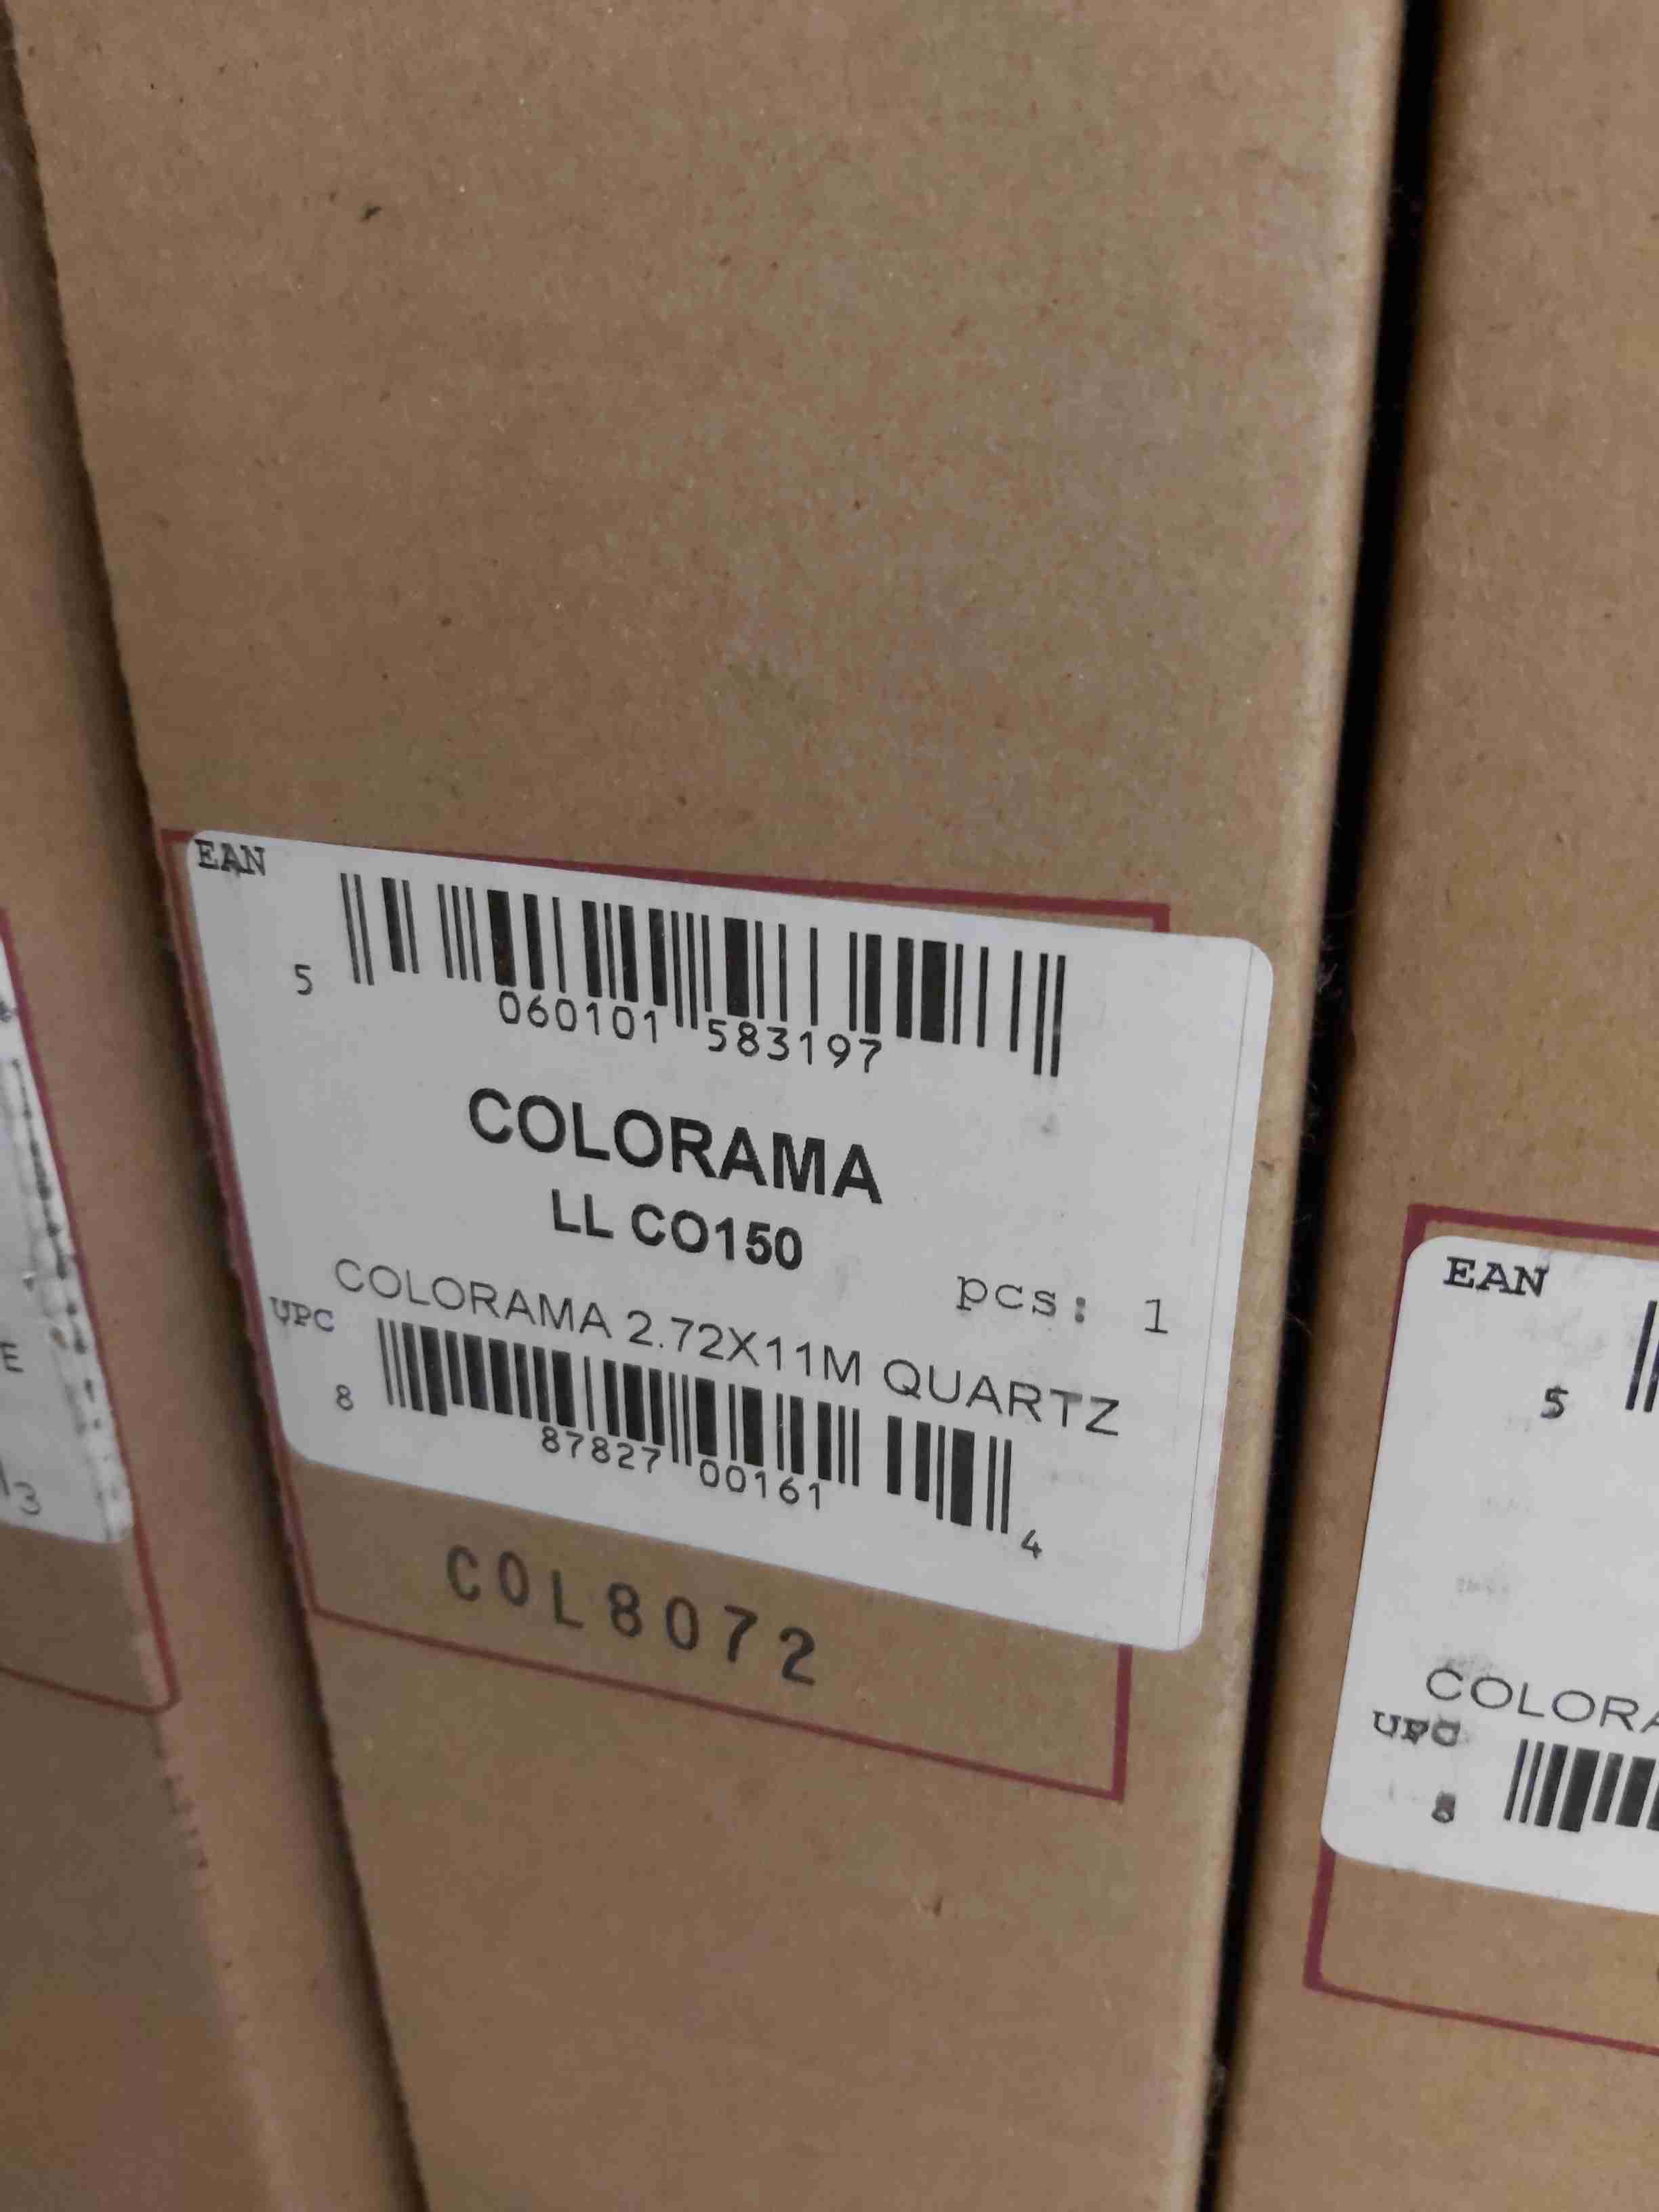 EAN
5 060101 583197
COLORAMA
LL CO150
pcs: 1
COLORAMA 2.72X11M QUARTZ
UPC
8 87827 00161 4
COL8072
E
13
EAN
5
COLORA
UPC
8